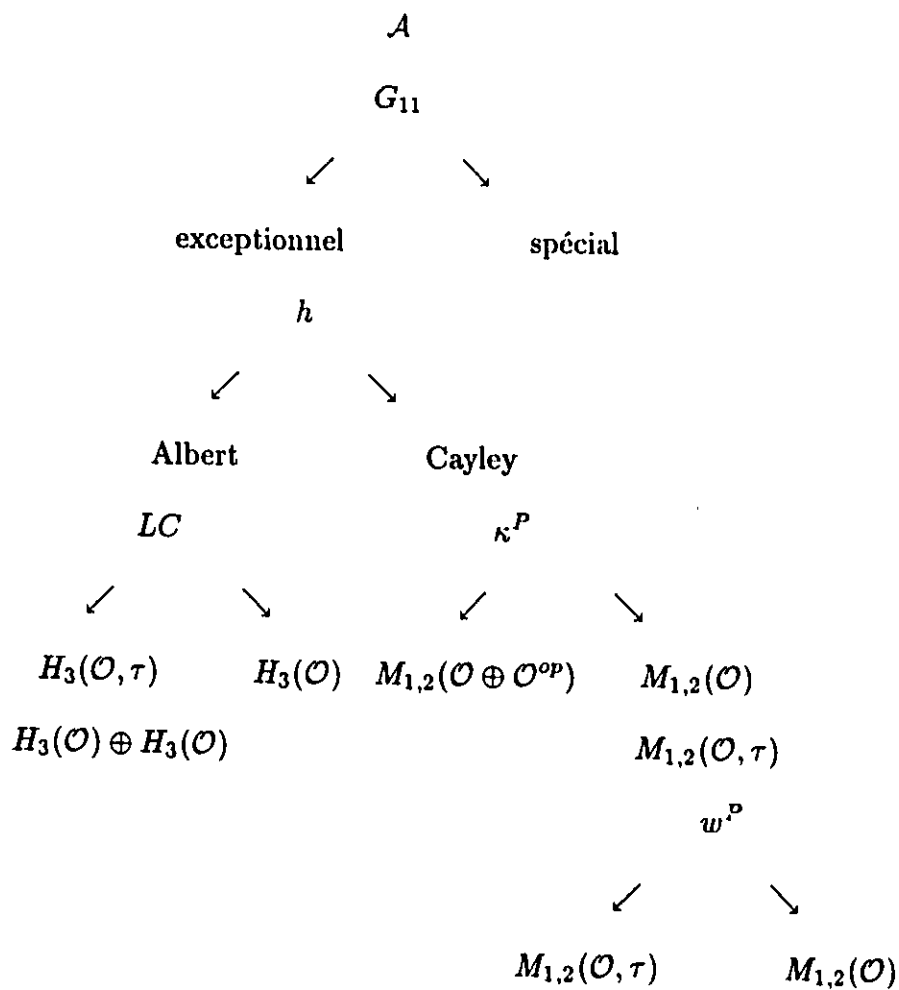 𝒜
G₁₁
↙ ↘
exceptionnel spécial
h
↙ ↘
Albert Cayley
LC κᴾ
↙ ↘ ↙ ↘
H₃(𝒪, τ) H₃(𝒪) M₁,₂(𝒪 ⊕ 𝒪ᵒᵖ) M₁,₂(𝒪)
H₃(𝒪) ⊕ H₃(𝒪) M₁,₂(𝒪, τ)
wᴾ
↙ ↘
M₁,₂(𝒪, τ) M₁,₂(𝒪)